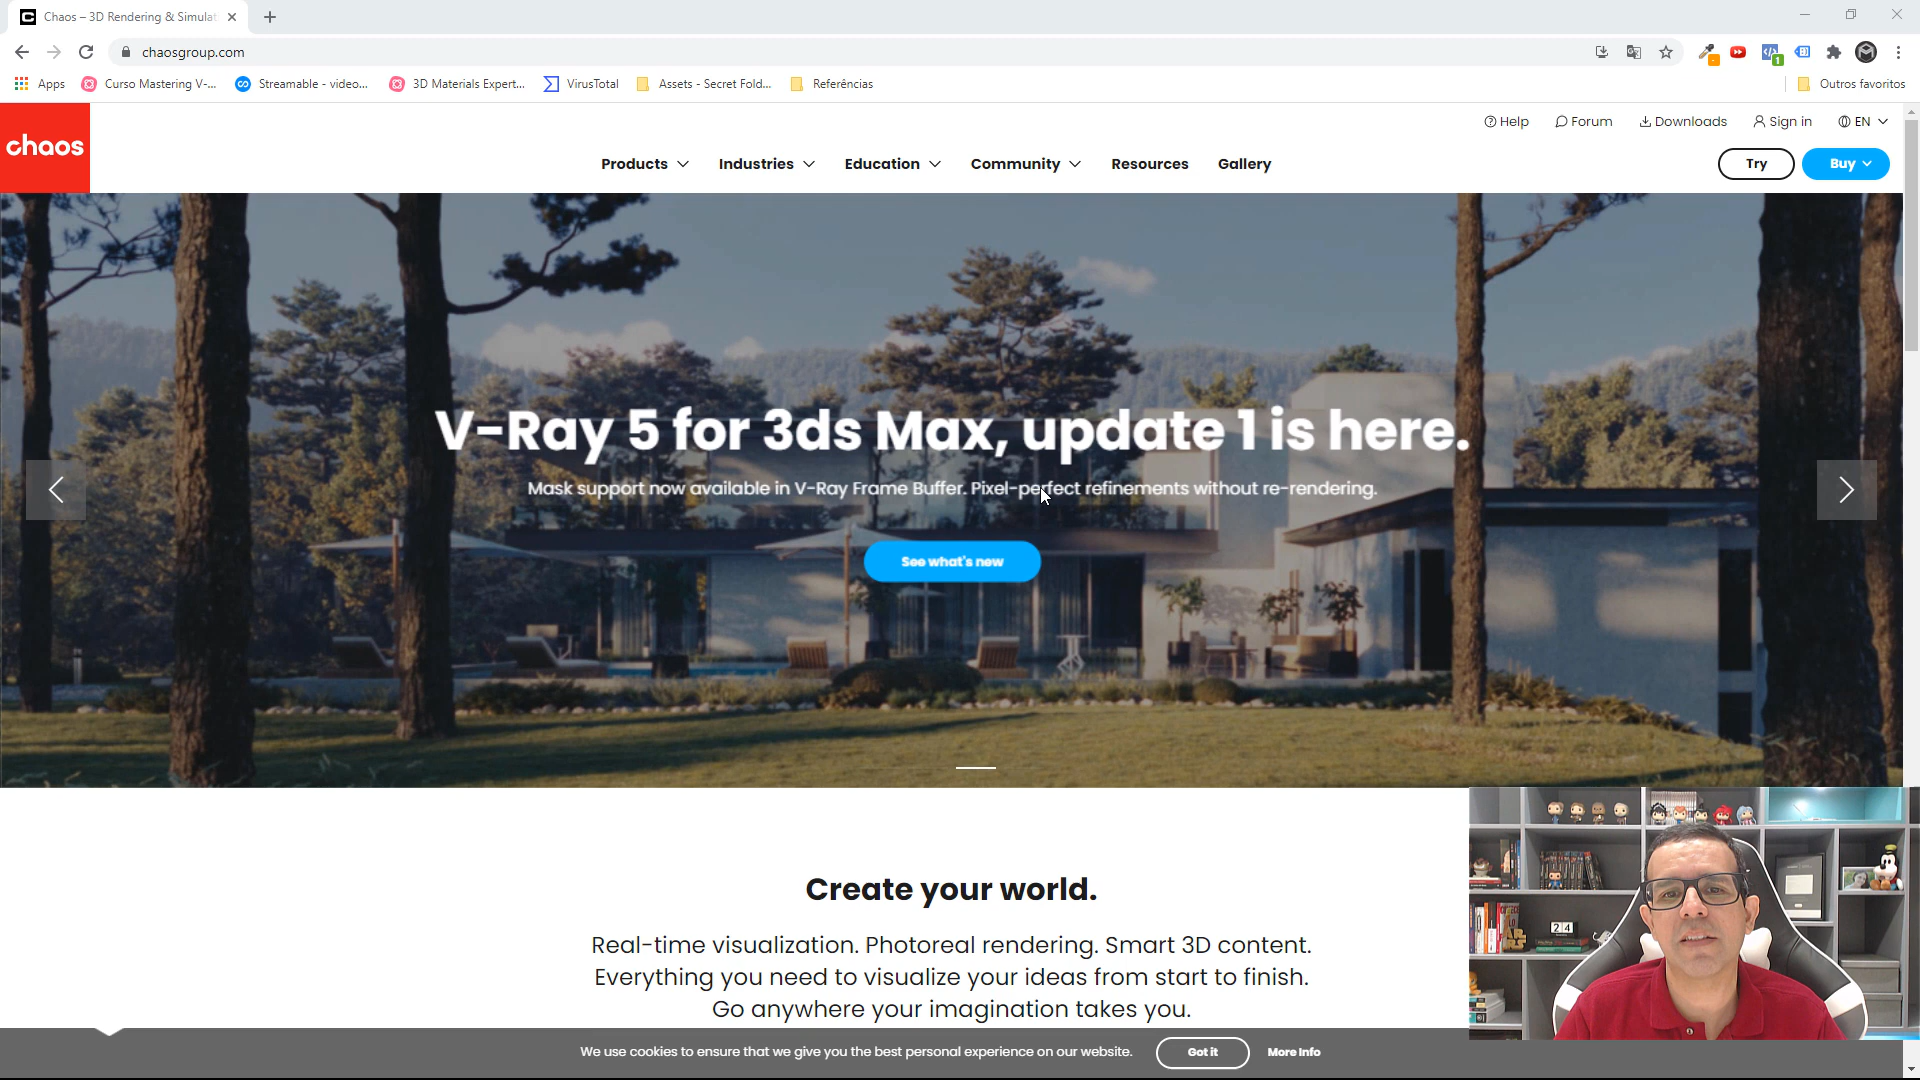 Chaos – 3D Rendering & Simulat
chaosgroup.com
Apps
Curso Mastering V-...
Streamable - video...
3D Materials Expert...
VirusTotal
Assets - Secret Fold...
Referências
Outros favoritos
chaos
Help
Forum
Downloads
Sign in
EN
Products
Industries
Education
Community
Resources
Gallery
Try
Buy
V-Ray 5 for 3ds Max, update 1 is here.
Mask support now available in V-Ray Frame Buffer. Pixel-perfect refinements without re-rendering.
See what's new
Create your world.
Real-time visualization. Photoreal rendering. Smart 3D content.
Everything you need to visualize your ideas from start to finish.
Go anywhere your imagination takes you.
24
We use cookies to ensure that we give you the best personal experience on our website.
Got it
More Info